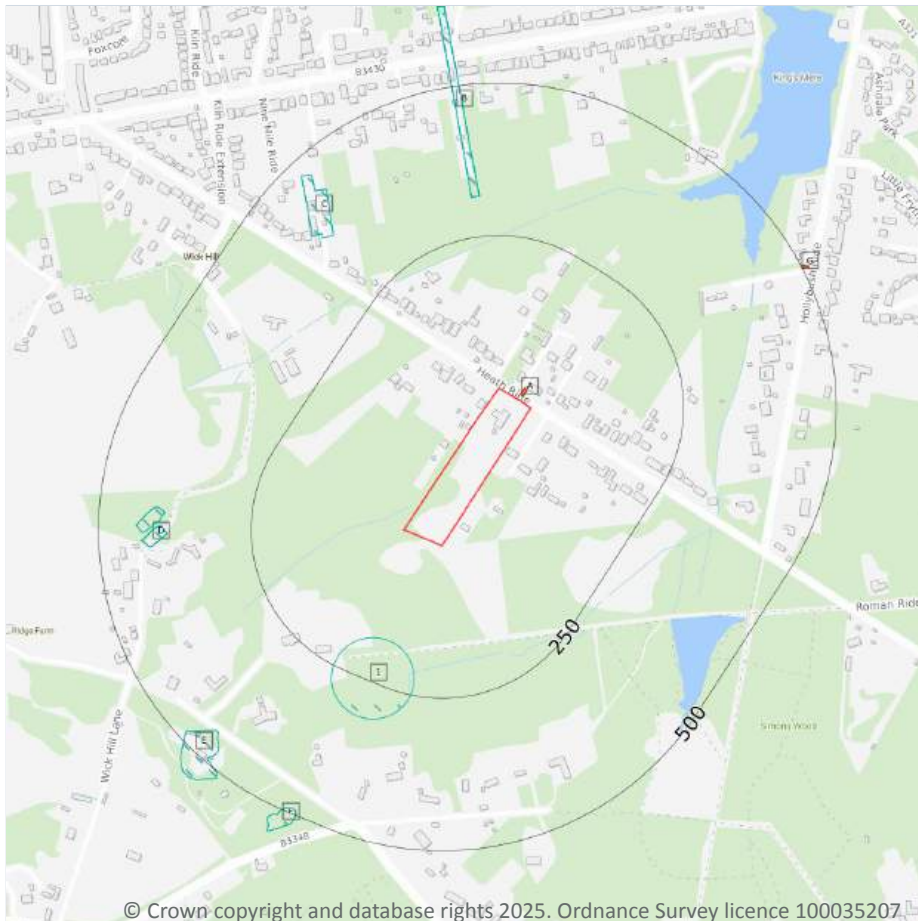 Foxcote
Kiln Ride
B3430
Kiln Ride Extension
Nine Mile Ride
B
King's Mere
Ashdale Park
Little Fryth
C
Wick Hill
G
Hollybush Ride
Heath Ride
A
D
Ridge Farm
Roman Ride
250
1
500
Simons Wood
E
Wick Hill Lane
F
B3348
© Crown copyright and database rights 2025. Ordnance Survey licence 100035207.